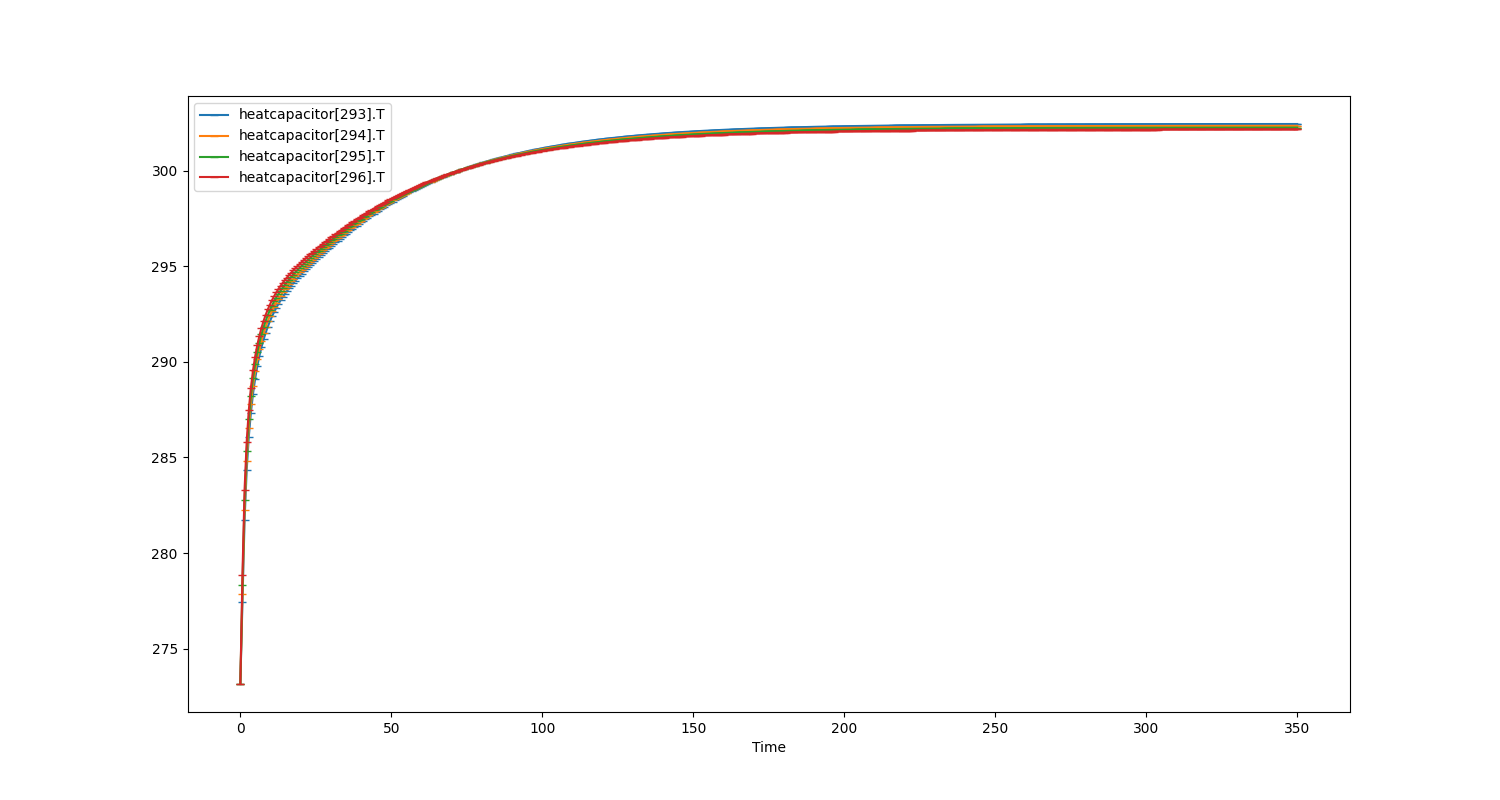 heatcapacitor[293].T
heatcapacitor[294].T
heatcapacitor[295].T
heatcapacitor[296].T
300
295
290
285
280
275
0 50 100 150 200 250 300 350
Time